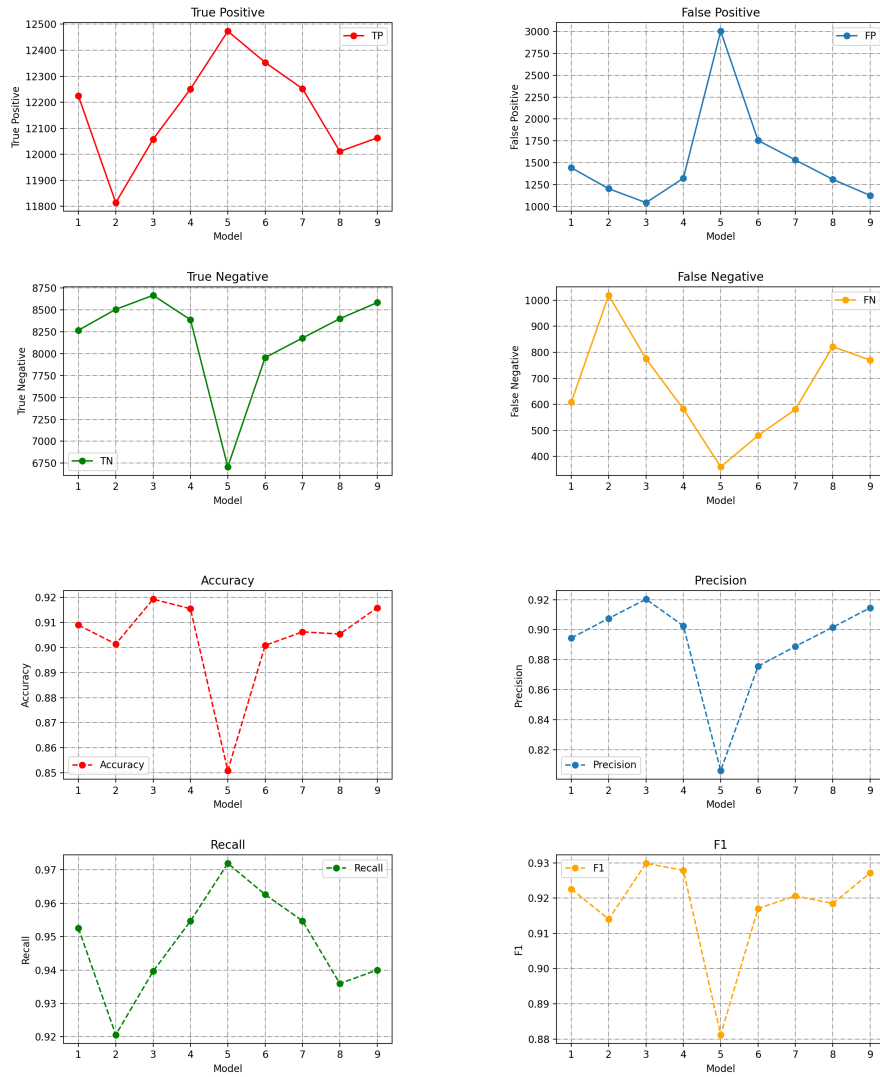 True Positive
12500
12400
12300
12200
12100
12000
11900
11800
True Positive
TP
1 2 3 4 5 6 7 8 9
Model
False Positive
3000
2750
2500
2250
2000
1750
1500
1250
1000
False Positive
FP
1 2 3 4 5 6 7 8 9
Model
True Negative
8750
8500
8250
8000
7750
7500
7250
7000
6750
True Negative
TN
1 2 3 4 5 6 7 8 9
Model
False Negative
1000
900
800
700
600
500
400
False Negative
FN
1 2 3 4 5 6 7 8 9
Model
Accuracy
0.92
0.91
0.90
0.89
0.88
0.87
0.86
0.85
Accuracy
Accuracy
1 2 3 4 5 6 7 8 9
Model
Precision
0.92
0.90
0.88
0.86
0.84
0.82
Precision
Precision
1 2 3 4 5 6 7 8 9
Model
Recall
0.97
0.96
0.95
0.94
0.93
0.92
Recall
Recall
1 2 3 4 5 6 7 8 9
Model
F1
0.93
0.92
0.91
0.90
0.89
0.88
F1
F1
1 2 3 4 5 6 7 8 9
Model